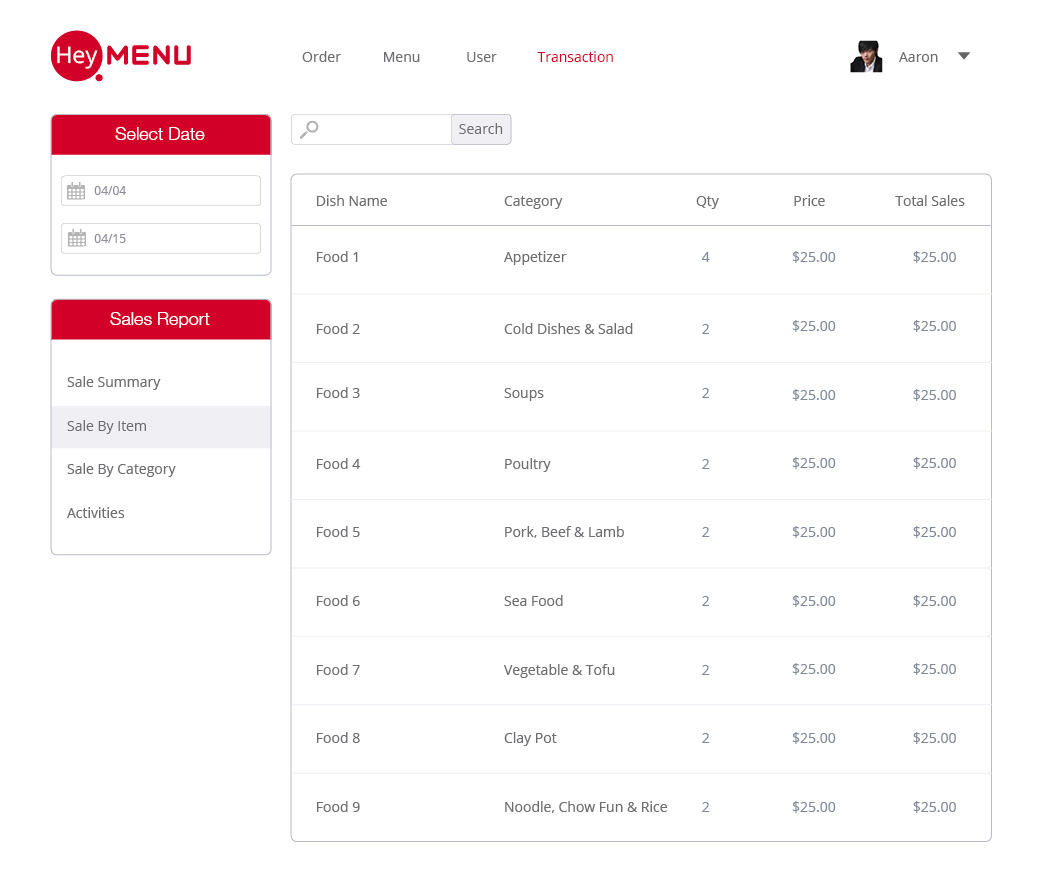 Hey MENU
Order Menu User Transaction Aaron
Select Date
04/04
04/15
Sales Report
Sale Summary
Sale By Item
Sale By Category
Activities
Search
Dish Name Category Qty Price Total Sales
Food 1 Appetizer 4 $25.00 $25.00
Food 2 Cold Dishes & Salad 2 $25.00 $25.00
Food 3 Soups 2 $25.00 $25.00
Food 4 Poultry 2 $25.00 $25.00
Food 5 Pork, Beef & Lamb 2 $25.00 $25.00
Food 6 Sea Food 2 $25.00 $25.00
Food 7 Vegetable & Tofu 2 $25.00 $25.00
Food 8 Clay Pot 2 $25.00 $25.00
Food 9 Noodle, Chow Fun & Rice 2 $25.00 $25.00